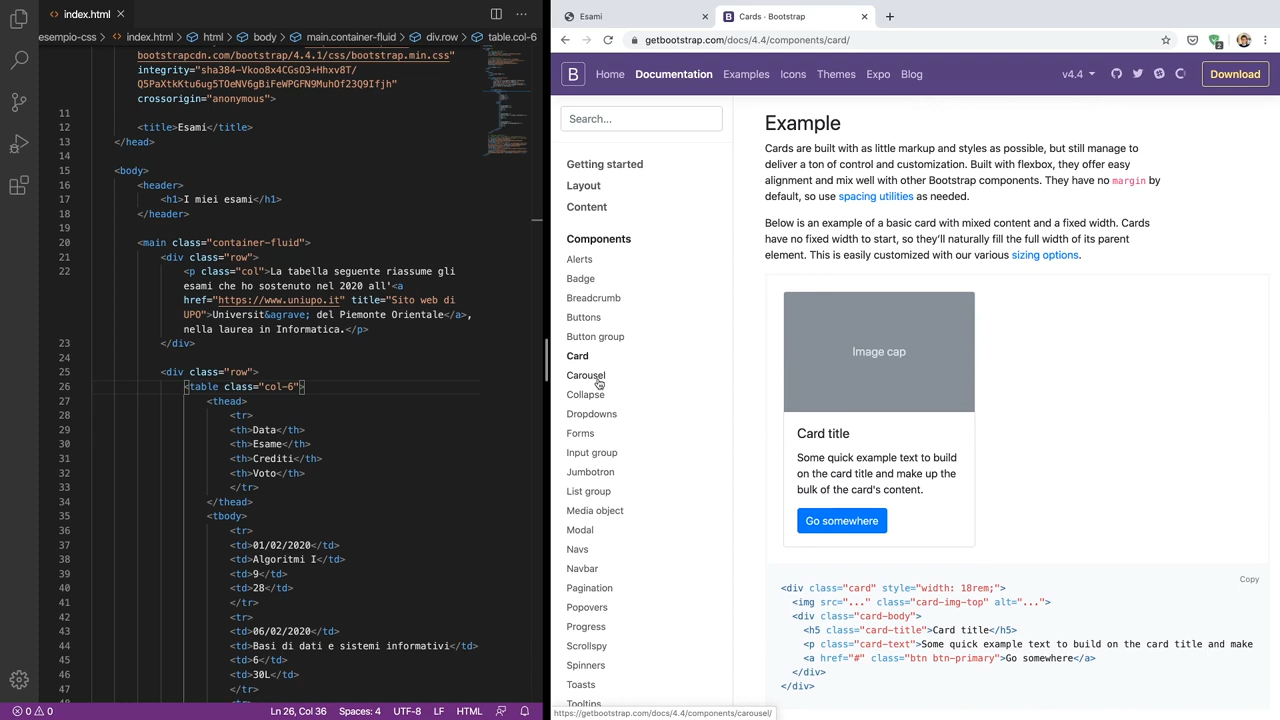 index.html
esempio-css > index.html > html > body > main.container-fluid > div.row > table.col-6
bootstrapcdn.com/bootstrap/4.4.1/css/bootstrap.min.css"
integrity="sha384-Vkoo8x4CGsO3+Hhxv8T/
Q5PaXtkKtu6ug5TOeNV6gBiFeWPGFN9MuhOf23Q9Ifjh"
crossorigin="anonymous">
11
12 <title>Esami</title>
13 </head>
14
15 <body>
16 <header>
17 <h1>I miei esami</h1>
18 </header>
19
20 <main class="container-fluid">
21 <div class="row">
22 <p class="col">La tabella seguente riassume gli
esami che ho sostenuto nel 2020 all'<a
href="https://www.uniupo.it" title="Sito web di
UPO">Universit&agrave; del Piemonte Orientale</a>,
nella laurea in Informatica.</p>
23 </div>
24
25 <div class="row">
26 <table class="col-6">
27 <thead>
28 <tr>
29 <th>Data</th>
30 <th>Esame</th>
31 <th>Crediti</th>
32 <th>Voto</th>
33 </tr>
34 </thead>
35 <tbody>
36 <tr>
37 <td>01/02/2020</td>
38 <td>Algoritmi I</td>
39 <td>9</td>
40 <td>28</td>
41 </tr>
42 <tr>
43 <td>06/02/2020</td>
44 <td>Basi di dati e sistemi informativi</td>
45 <td>6</td>
46 <td>30L</td>
47 </tr>
0 0
Ln 26, Col 36 Spaces: 4 UTF-8 LF HTML
Esami
Cards · Bootstrap
getbootstrap.com/docs/4.4/components/card/
2
B Home Documentation Examples Icons Themes Expo Blog v4.4 Download
Search...
Getting started
Layout
Content
Components
Alerts
Badge
Breadcrumb
Buttons
Button group
Card
Carousel
Collapse
Dropdowns
Forms
Input group
Jumbotron
List group
Media object
Modal
Navs
Navbar
Pagination
Popovers
Progress
Scrollspy
Spinners
Toasts
Tooltips
https://getbootstrap.com/docs/4.4/components/carousel/
Example
Cards are built with as little markup and styles as possible, but still manage to
deliver a ton of control and customization. Built with flexbox, they offer easy
alignment and mix well with other Bootstrap components. They have no margin by
default, so use spacing utilities as needed.
Below is an example of a basic card with mixed content and a fixed width. Cards
have no fixed width to start, so they'll naturally fill the full width of its parent
element. This is easily customized with our various sizing options.
Image cap
Card title
Some quick example text to build
on the card title and make up the
bulk of the card's content.
Go somewhere
Copy
<div class="card" style="width: 18rem;">
<img src="..." class="card-img-top" alt="...">
<div class="card-body">
<h5 class="card-title">Card title</h5>
<p class="card-text">Some quick example text to build on the card title and make
<a href="#" class="btn btn-primary">Go somewhere</a>
</div>
</div>